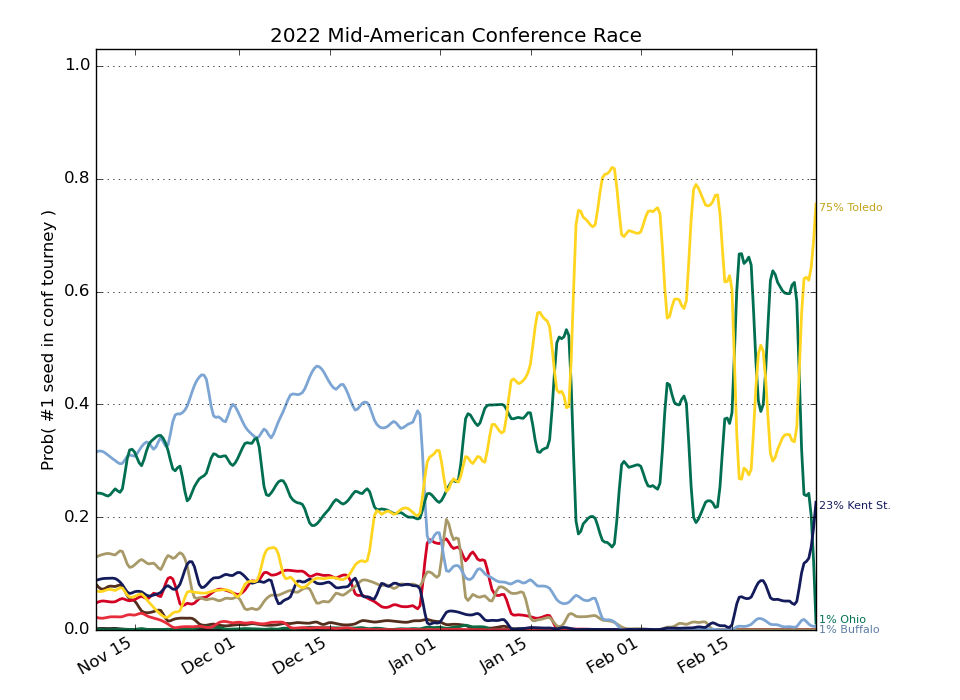 2022 Mid-American Conference Race
Prob( #1 seed in conf tourney )
1.0
0.8
0.6
0.4
0.2
0.0
75% Toledo
23% Kent St.
1% Ohio
1% Buffalo
Nov 15
Dec 01
Dec 15
Jan 01
Jan 15
Feb 01
Feb 15